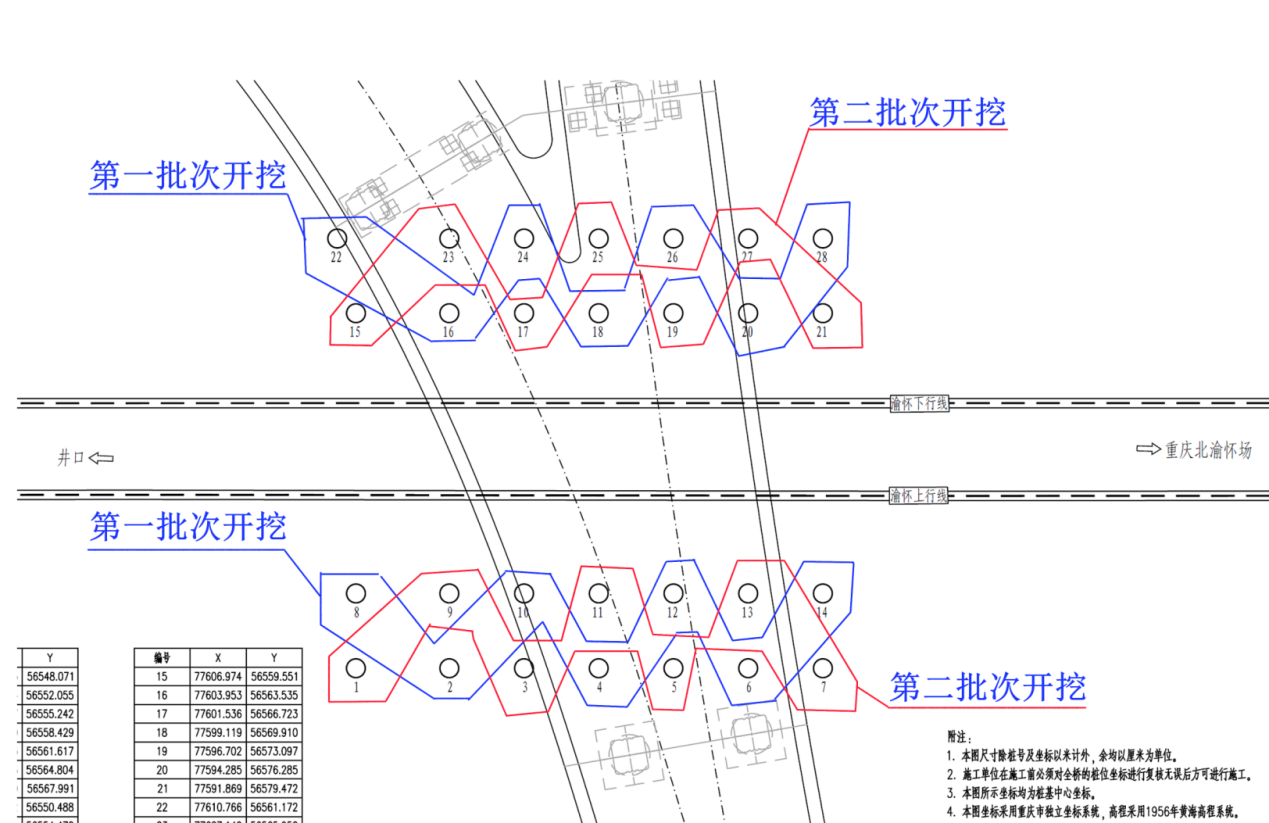 第二批次开挖
第一批次开挖
22 23 24 25 26 27 28
15 16 17 18 19 20 21
渝怀下行线
井口
重庆北渝怀场
渝怀上行线
第一批次开挖
8 9 10 11 12 13 14
1 2 3 4 5 6 7
第二批次开挖
Y
56548.071
56552.055
56555.242
56558.429
56561.617
56564.804
56567.991
56550.488
编号 X Y
15 77606.974 56559.551
16 77603.953 56563.535
17 77601.536 56566.723
18 77599.119 56569.910
19 77596.702 56573.097
20 77594.285 56576.285
21 77591.869 56579.472
22 77610.766 56561.172
附注：
1. 本图尺寸除桩号及坐标以米计外，余均以厘米为单位。
2. 施工单位在施工前必须对全桥的桩位坐标进行复核无误后方可进行施工。
3. 本图所示坐标均为桩基中心坐标。
4. 本图坐标采用重庆市独立坐标系统，高程采用1956年黄海高程系统。